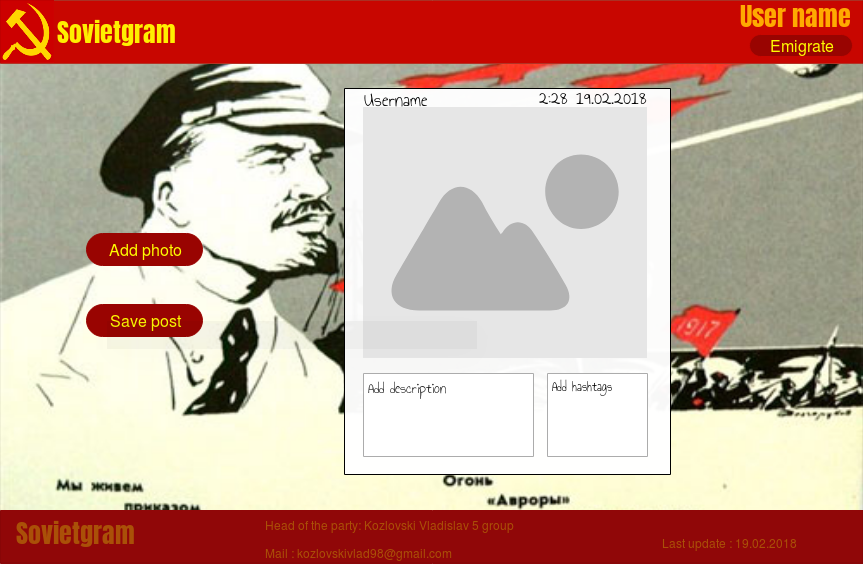 Sovietgram
User name
Emigrate
Username 2:28 19.02.2018
Add photo
Save post
1917
Add description
Add hashtags
Мы живем
приказом
Огонь
«Авроры»
Sovietgram
Head of the party: Kozlovski Vladislav 5 group
Mail : kozlovskivlad98@gmail.com
Last update : 19.02.2018